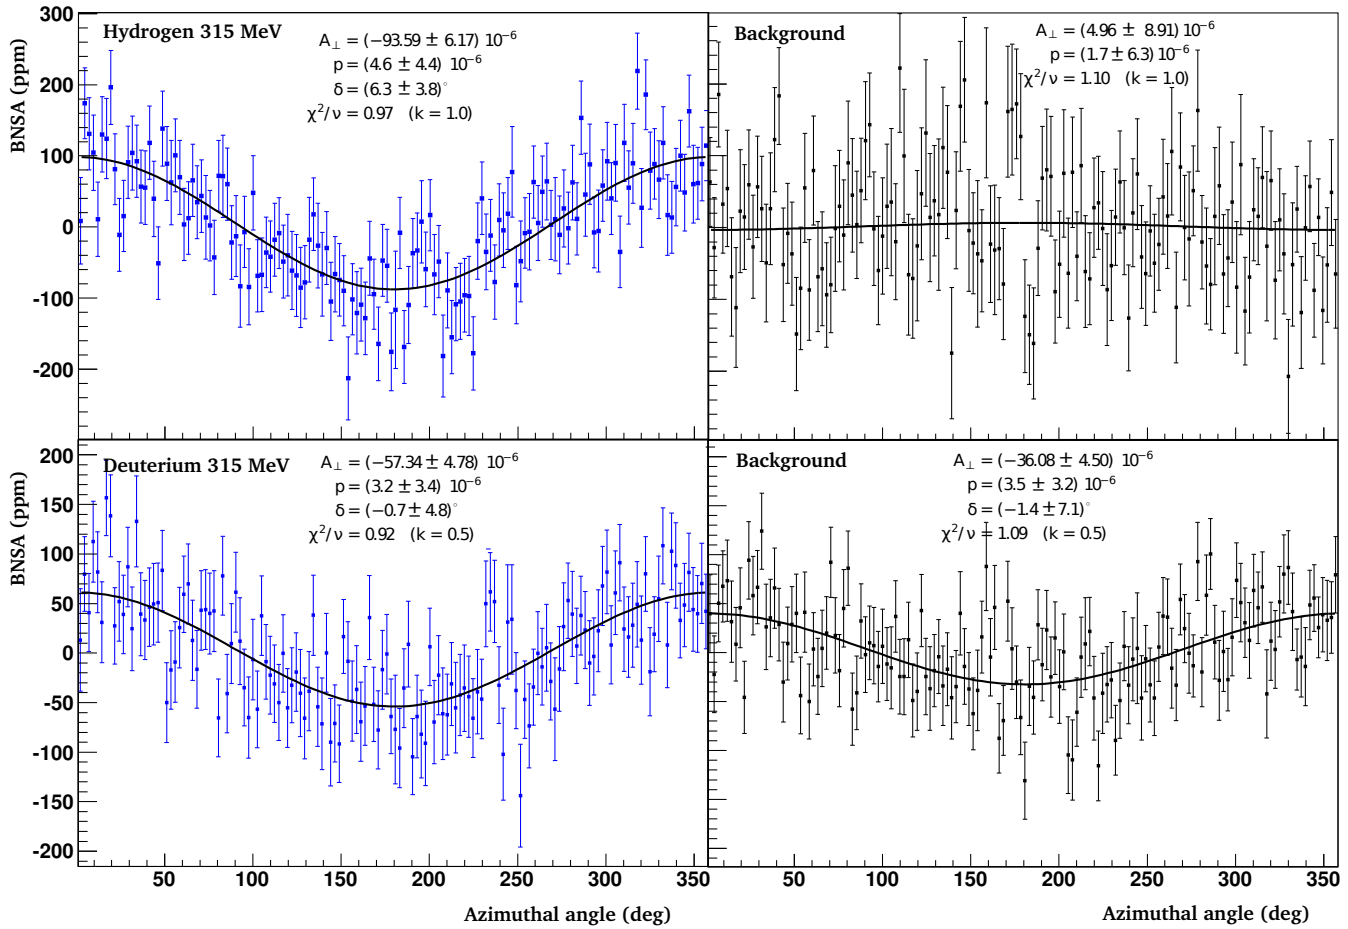 Hydrogen 315 MeV
A⊥ = (−93.59 ± 6.17) 10⁻⁶
p = (4.6 ± 4.4) 10⁻⁶
δ = (6.3 ± 3.8)°
χ²/ν = 0.97 (k = 1.0)
BNSA (ppm)
300
200
100
0
-100
-200
Background
A⊥ = (4.96 ± 8.91) 10⁻⁶
p = (1.7 ± 6.3) 10⁻⁶
χ²/ν = 1.10 (k = 1.0)
Deuterium 315 MeV
A⊥ = (−57.34 ± 4.78) 10⁻⁶
p = (3.2 ± 3.4) 10⁻⁶
δ = (−0.7 ± 4.8)°
χ²/ν = 0.92 (k = 0.5)
BNSA (ppm)
200
150
100
50
0
-50
-100
-150
-200
50 100 150 200 250 300 350
Azimuthal angle (deg)
Background
A⊥ = (−36.08 ± 4.50) 10⁻⁶
p = (3.5 ± 3.2) 10⁻⁶
δ = (−1.4 ± 7.1)°
χ²/ν = 1.09 (k = 0.5)
50 100 150 200 250 300 350
Azimuthal angle (deg)